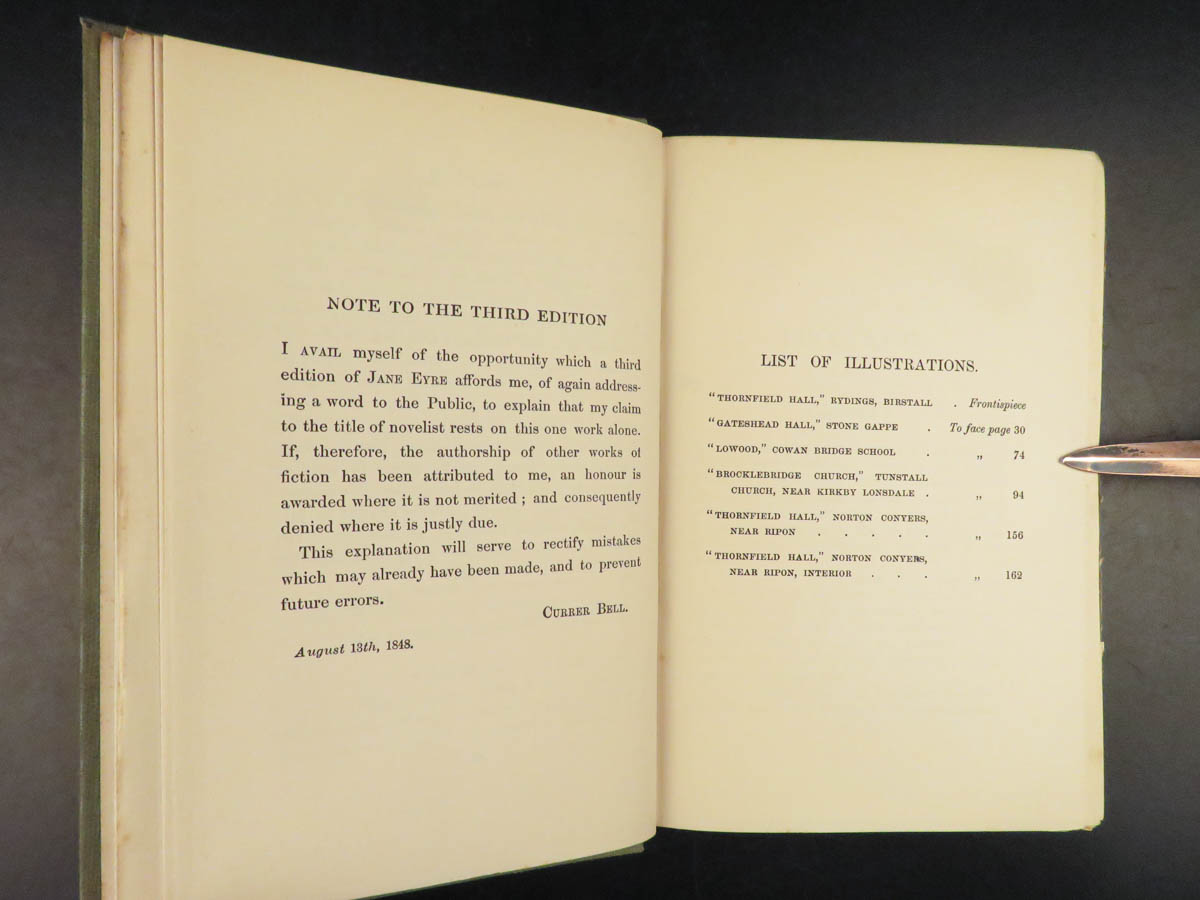 NOTE TO THE THIRD EDITION
I AVAIL myself of the opportunity which a third
edition of JANE EYRE affords me, of again address-
ing a word to the Public, to explain that my claim
to the title of novelist rests on this one work alone.
If, therefore, the authorship of other works of
fiction has been attributed to me, an honour is
awarded where it is not merited; and consequently
denied where it is justly due.
This explanation will serve to rectify mistakes
which may already have been made, and to prevent
future errors.
CURRER BELL.
August 13th, 1848.
LIST OF ILLUSTRATIONS.
"THORNFIELD HALL," RYDINGS, BIRSTALL . Frontispiece
"GATESHEAD HALL," STONE GAPPE . To face page 30
"LOWOOD," COWAN BRIDGE SCHOOL . „ 74
"BROCKLEBRIDGE CHURCH," TUNSTALL
CHURCH, NEAR KIRKBY LONSDALE . „ 94
"THORNFIELD HALL," NORTON CONYERS,
NEAR RIPON . . . . . „ 156
"THORNFIELD HALL," NORTON CONYERS,
NEAR RIPON, INTERIOR . . . „ 162